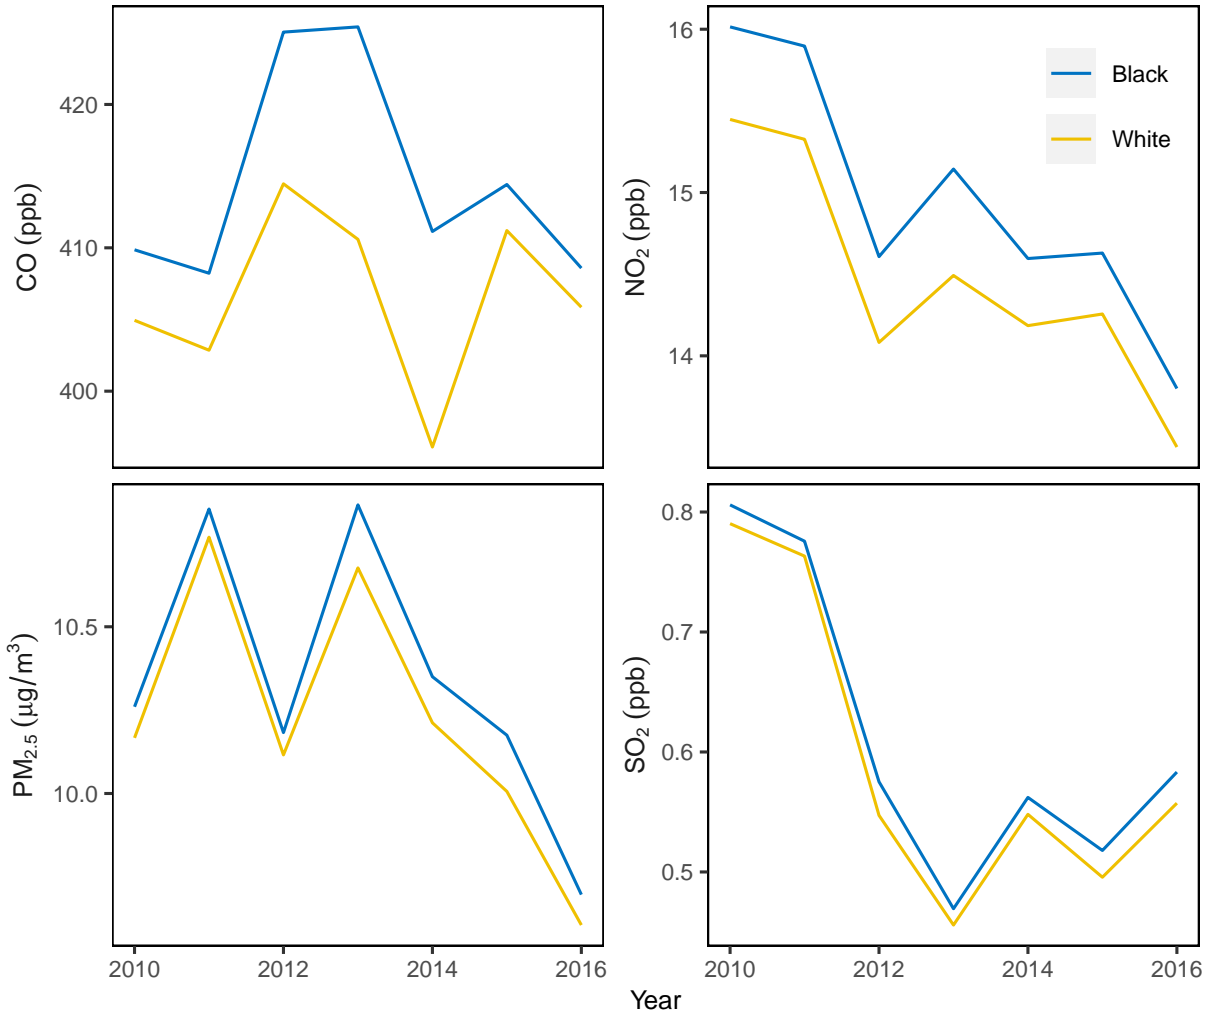 CO (ppb)
420
410
400
NO₂ (ppb)
16
15
14
Black
White
PM₂.₅ (μg/m³)
10.5
10.0
2010 2012 2014 2016
SO₂ (ppb)
0.8
0.7
0.6
0.5
2010 2012 2014 2016
Year